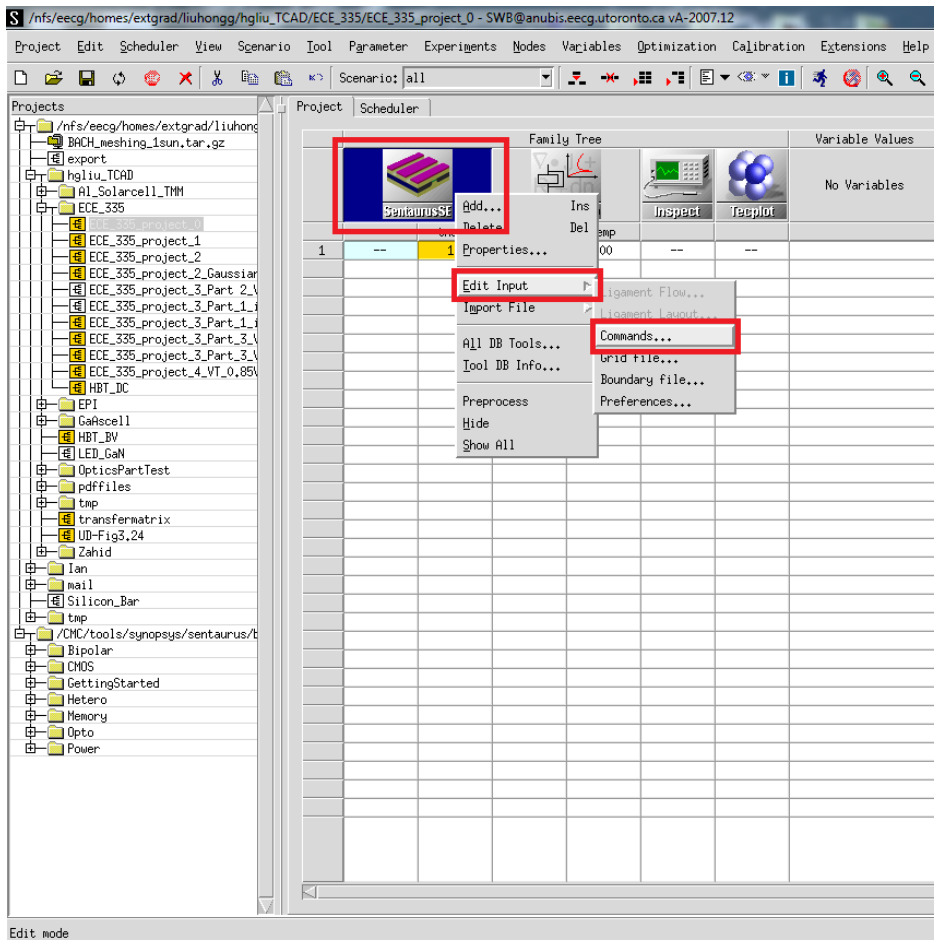 /nfs/eecg/homes/extgrad/liuhongg/hgliu_TCAD/ECE_335/ECE_335_project_0 - SWB@anubis.eecg.utoronto.ca vA-2007.12
Project Edit Scheduler View Scenario Tool Parameter Experiments Nodes Variables Optimization Calibration Extensions Help
Scenario: all
Projects
/nfs/eecg/homes/extgrad/liuhong
BACH_meshing_1sun.tar.gz
export
hgliu_TCAD
Al_Solarcell_TMM
ECE_335
ECE_335_project_0
ECE_335_project_1
ECE_335_project_2
ECE_335_project_2_Gaussian
ECE_335_project_3_Part 2_V
ECE_335_project_3_Part_1_i
ECE_335_project_3_Part_1_i
ECE_335_project_3_Part_3_V
ECE_335_project_3_Part_3_V
ECE_335_project_4_VT_0.85V
HBT_DC
EPI
GaAscell
HBT_BV
LED_GaN
OpticsPartTest
pdffiles
tmp
transfermatrix
UD-Fig3.24
Zahid
Ian
mail
Silicon_Bar
tmp
/CMC/tools/synopsys/sentaurus/t
Bipolar
CMOS
GettingStarted
Hetero
Memory
Opto
Power
Project Scheduler
Family Tree Variable Values
SentaurusSE Inspect Tecplot No Variables
1 -- 1 00 -- --
Add... Ins
Delete Del
Properties...
Edit Input
Import File
All DB Tools...
Tool DB Info...
Preprocess
Hide
Show All
Ligament Flow...
Ligament Layout...
Commands...
Grid file...
Boundary file...
Preferences...
Edit mode